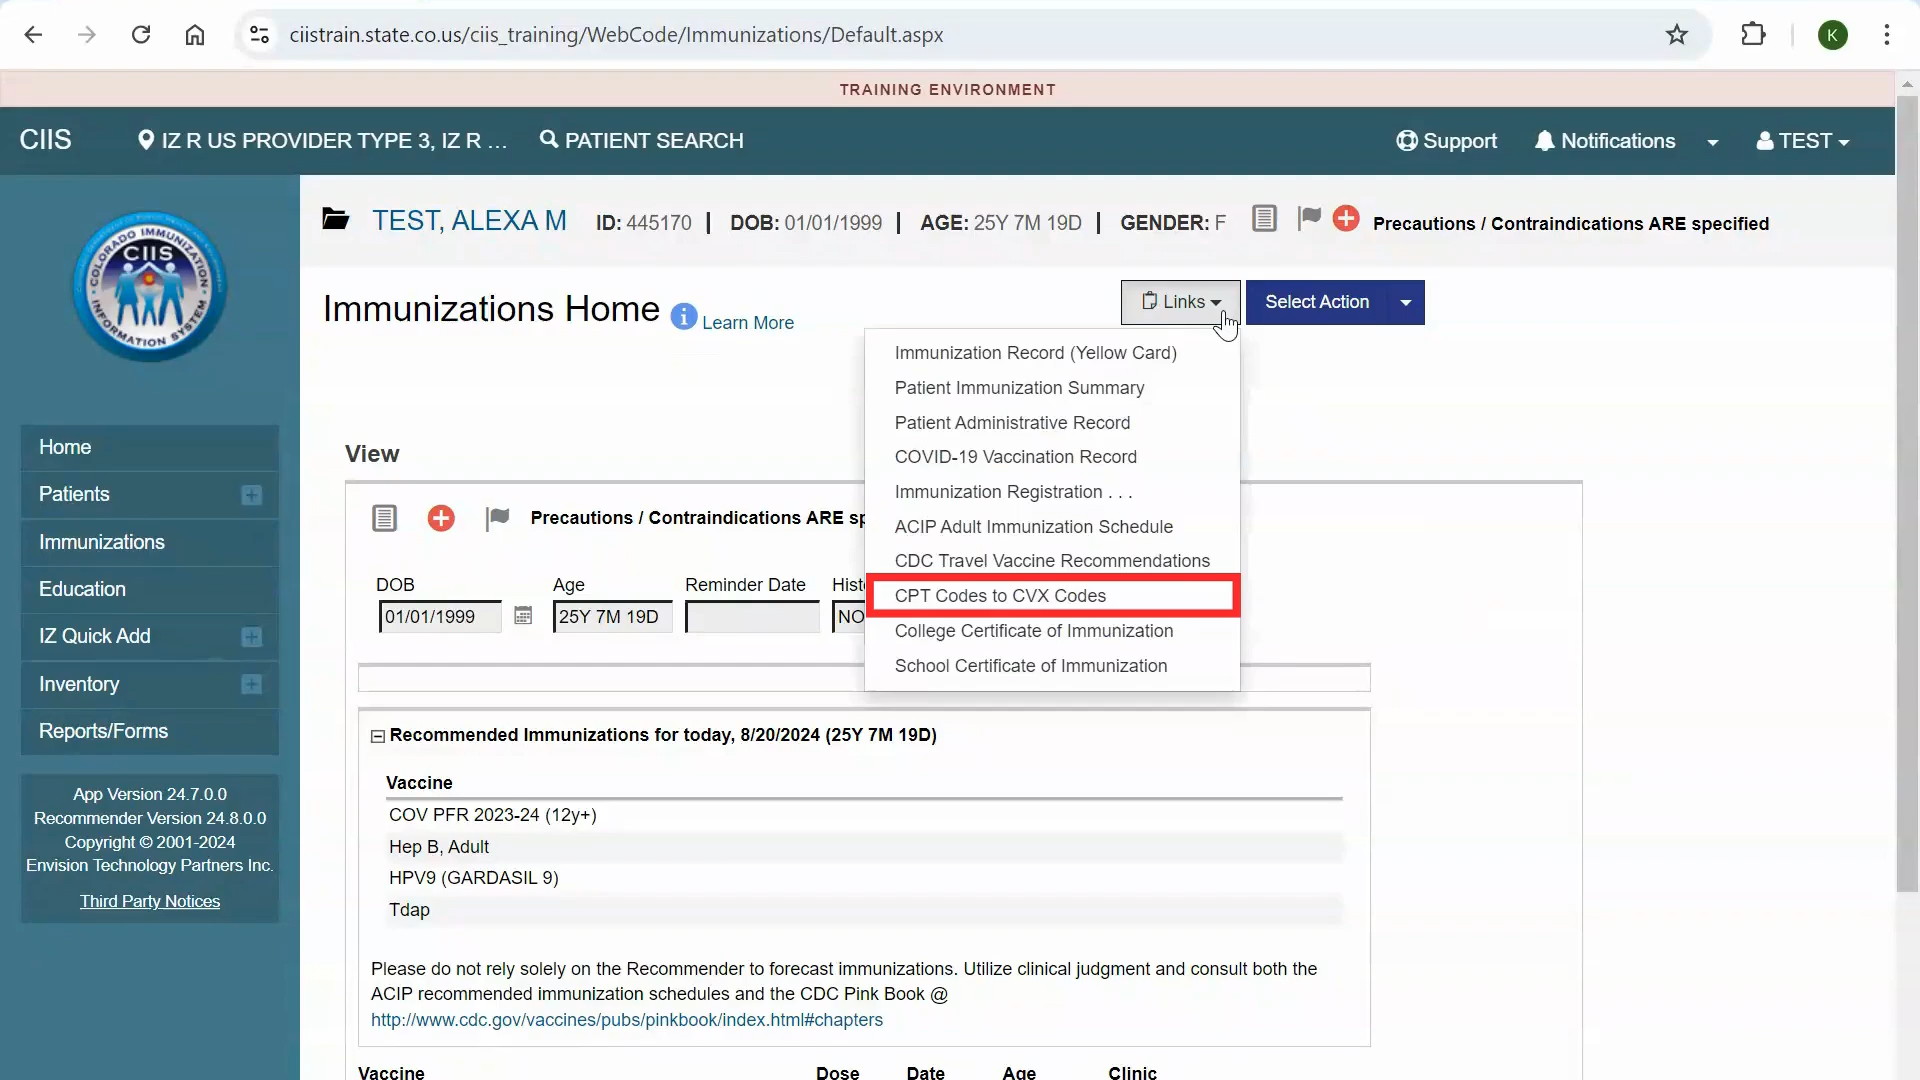 ciistrain.state.co.us/ciis_training/WebCode/Immunizations/Default.aspx
K
TRAINING ENVIRONMENT
CIIS
IZ R US PROVIDER TYPE 3, IZ R ...
PATIENT SEARCH
Support
Notifications
TEST
COLORADO IMMUNIZATION
CIIS
INFORMATION SYSTEM
TEST, ALEXA M
ID: 445170 |
DOB: 01/01/1999 |
AGE: 25Y 7M 19D |
GENDER: F
Precautions / Contraindications ARE specified
Immunizations Home
Learn More
Links
Select Action
Immunization Record (Yellow Card)
Patient Immunization Summary
Patient Administrative Record
COVID-19 Vaccination Record
Immunization Registration . . .
ACIP Adult Immunization Schedule
CDC Travel Vaccine Recommendations
CPT Codes to CVX Codes
College Certificate of Immunization
School Certificate of Immunization
Home
Patients
Immunizations
Education
IZ Quick Add
Inventory
Reports/Forms
App Version 24.7.0.0
Recommender Version 24.8.0.0
Copyright © 2001-2024
Envision Technology Partners Inc.
Third Party Notices
View
Precautions / Contraindications ARE sp
DOB
Age
Reminder Date
Hist
01/01/1999
25Y 7M 19D
NO
Recommended Immunizations for today, 8/20/2024 (25Y 7M 19D)
Vaccine
COV PFR 2023-24 (12y+)
Hep B, Adult
HPV9 (GARDASIL 9)
Tdap
Please do not rely solely on the Recommender to forecast immunizations. Utilize clinical judgment and consult both the
ACIP recommended immunization schedules and the CDC Pink Book @
http://www.cdc.gov/vaccines/pubs/pinkbook/index.html#chapters
Vaccine
Dose
Date
Age
Clinic